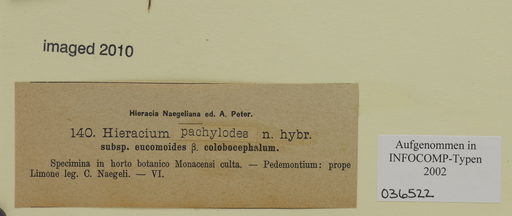 imaged 2010
Hieracia Naegeliana ed. A. Peter.
140. Hieracium pachylodes n. hybr.
subsp. eucomoides β. colobocephalum.
Specimina in horto botanico Monacensi culta. — Pedemontium: prope
Limone leg. C. Naegeli. — VI.
Aufgenommen in
INFOCOMP-Typen
2002
036522